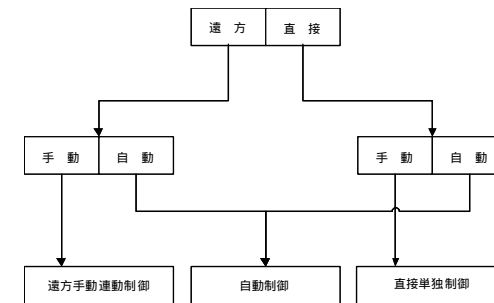 遠 方 直 接
手 動 自 動 手 動 自 動
遠方手動連動制御 自動制御 直接単独制御